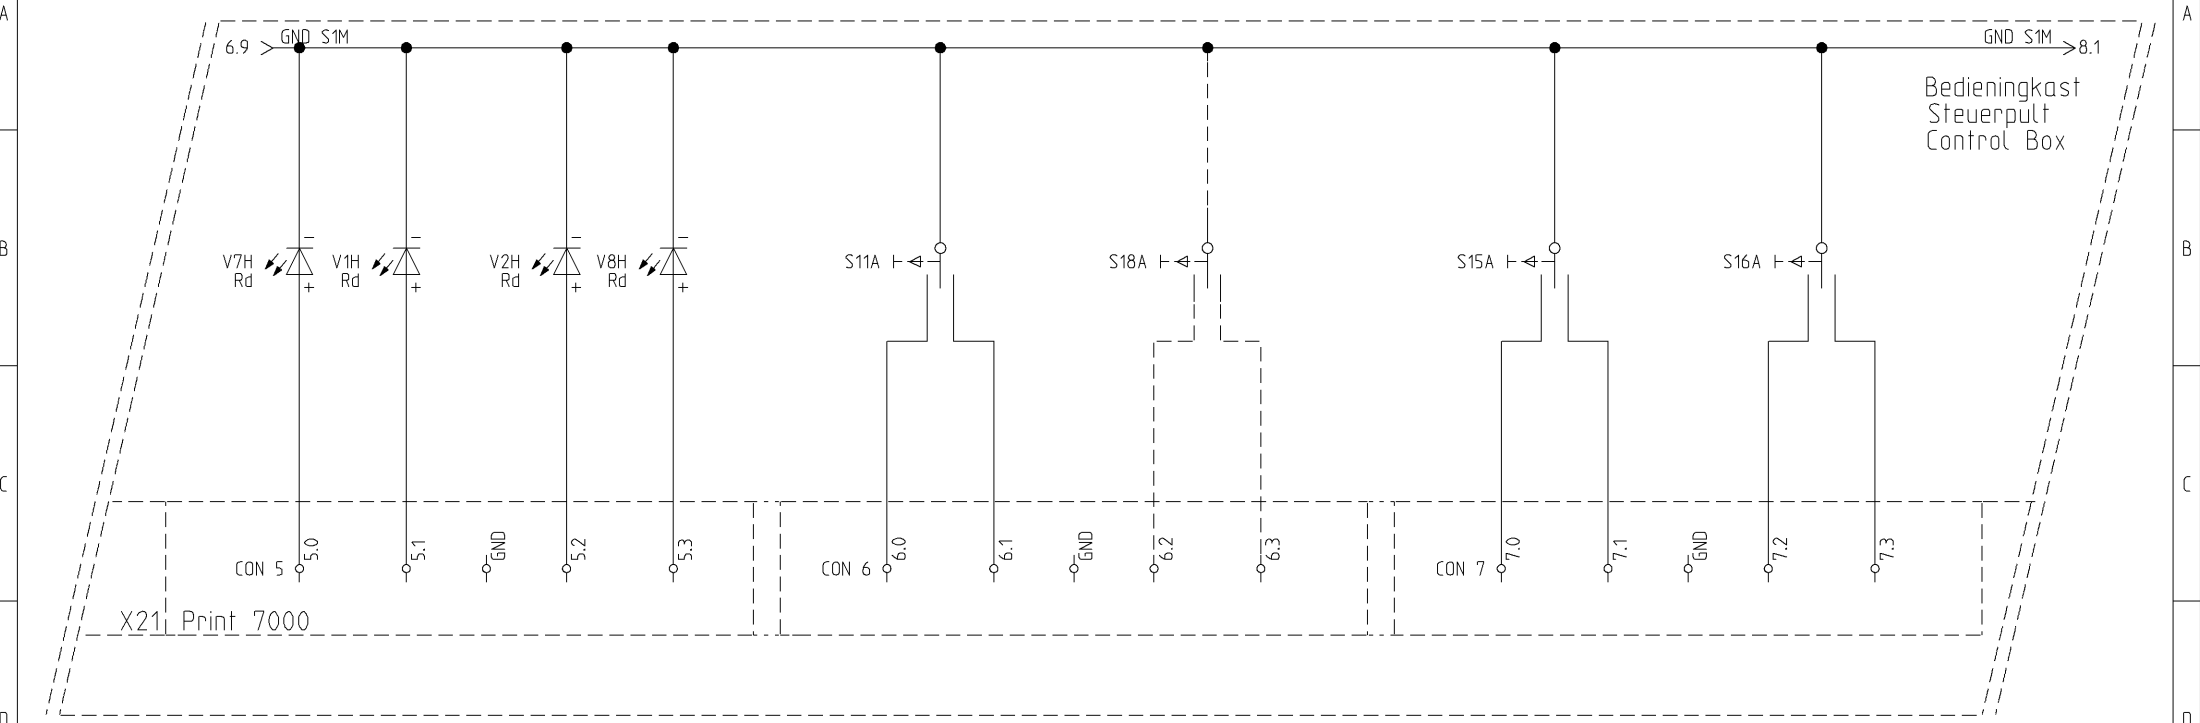 A
A
6.9
GND S1M
GND S1M
8.1
Bedieningkast
Steuerpult
Control Box
B
B
V7H
Rd
−
+
V1H
Rd
−
+
V2H
Rd
−
+
V8H
Rd
−
+
S11A
S18A
S15A
S16A
C
C
CON 5
5.0
5.1
GND
5.2
5.3
CON 6
6.0
6.1
GND
6.2
6.3
CON 7
7.0
7.1
GND
7.2
7.3
X21 Print 7000
D
D